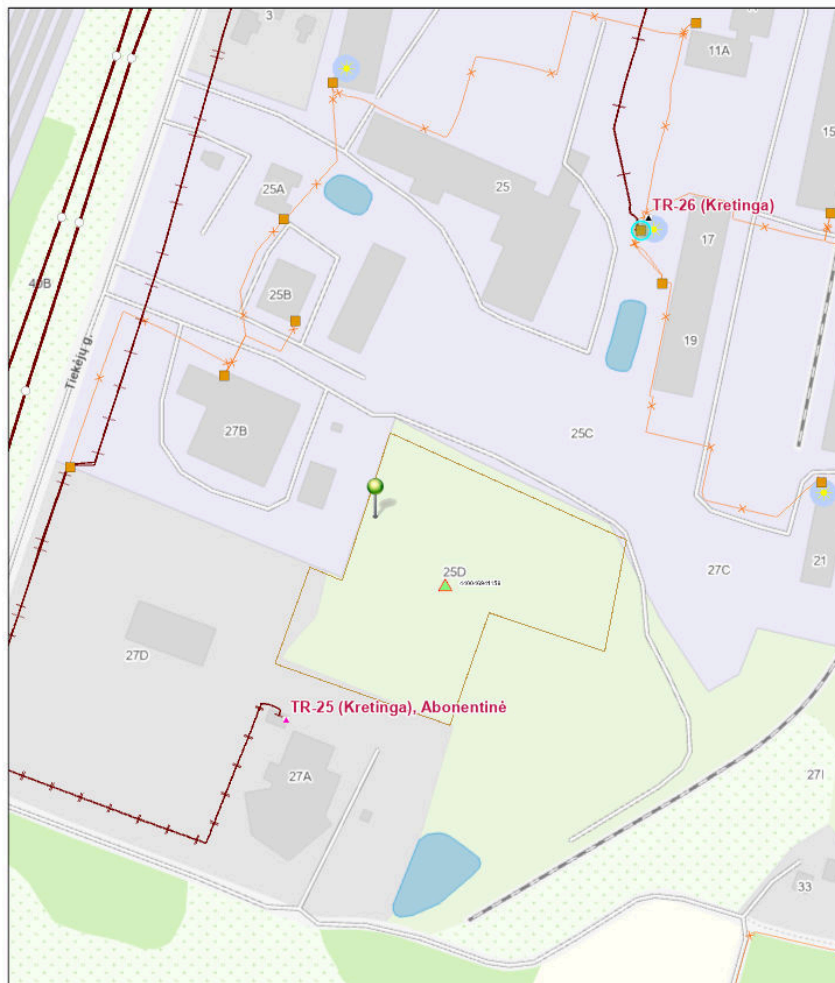 3
11A
15
25
25A
TR-26 (Kretinga)
17
40B
25B
19
Tiekėjų g.
27B
25C
25D
27C
21
27D
TR-25 (Kretinga), Abonentinė
27A
27I
33